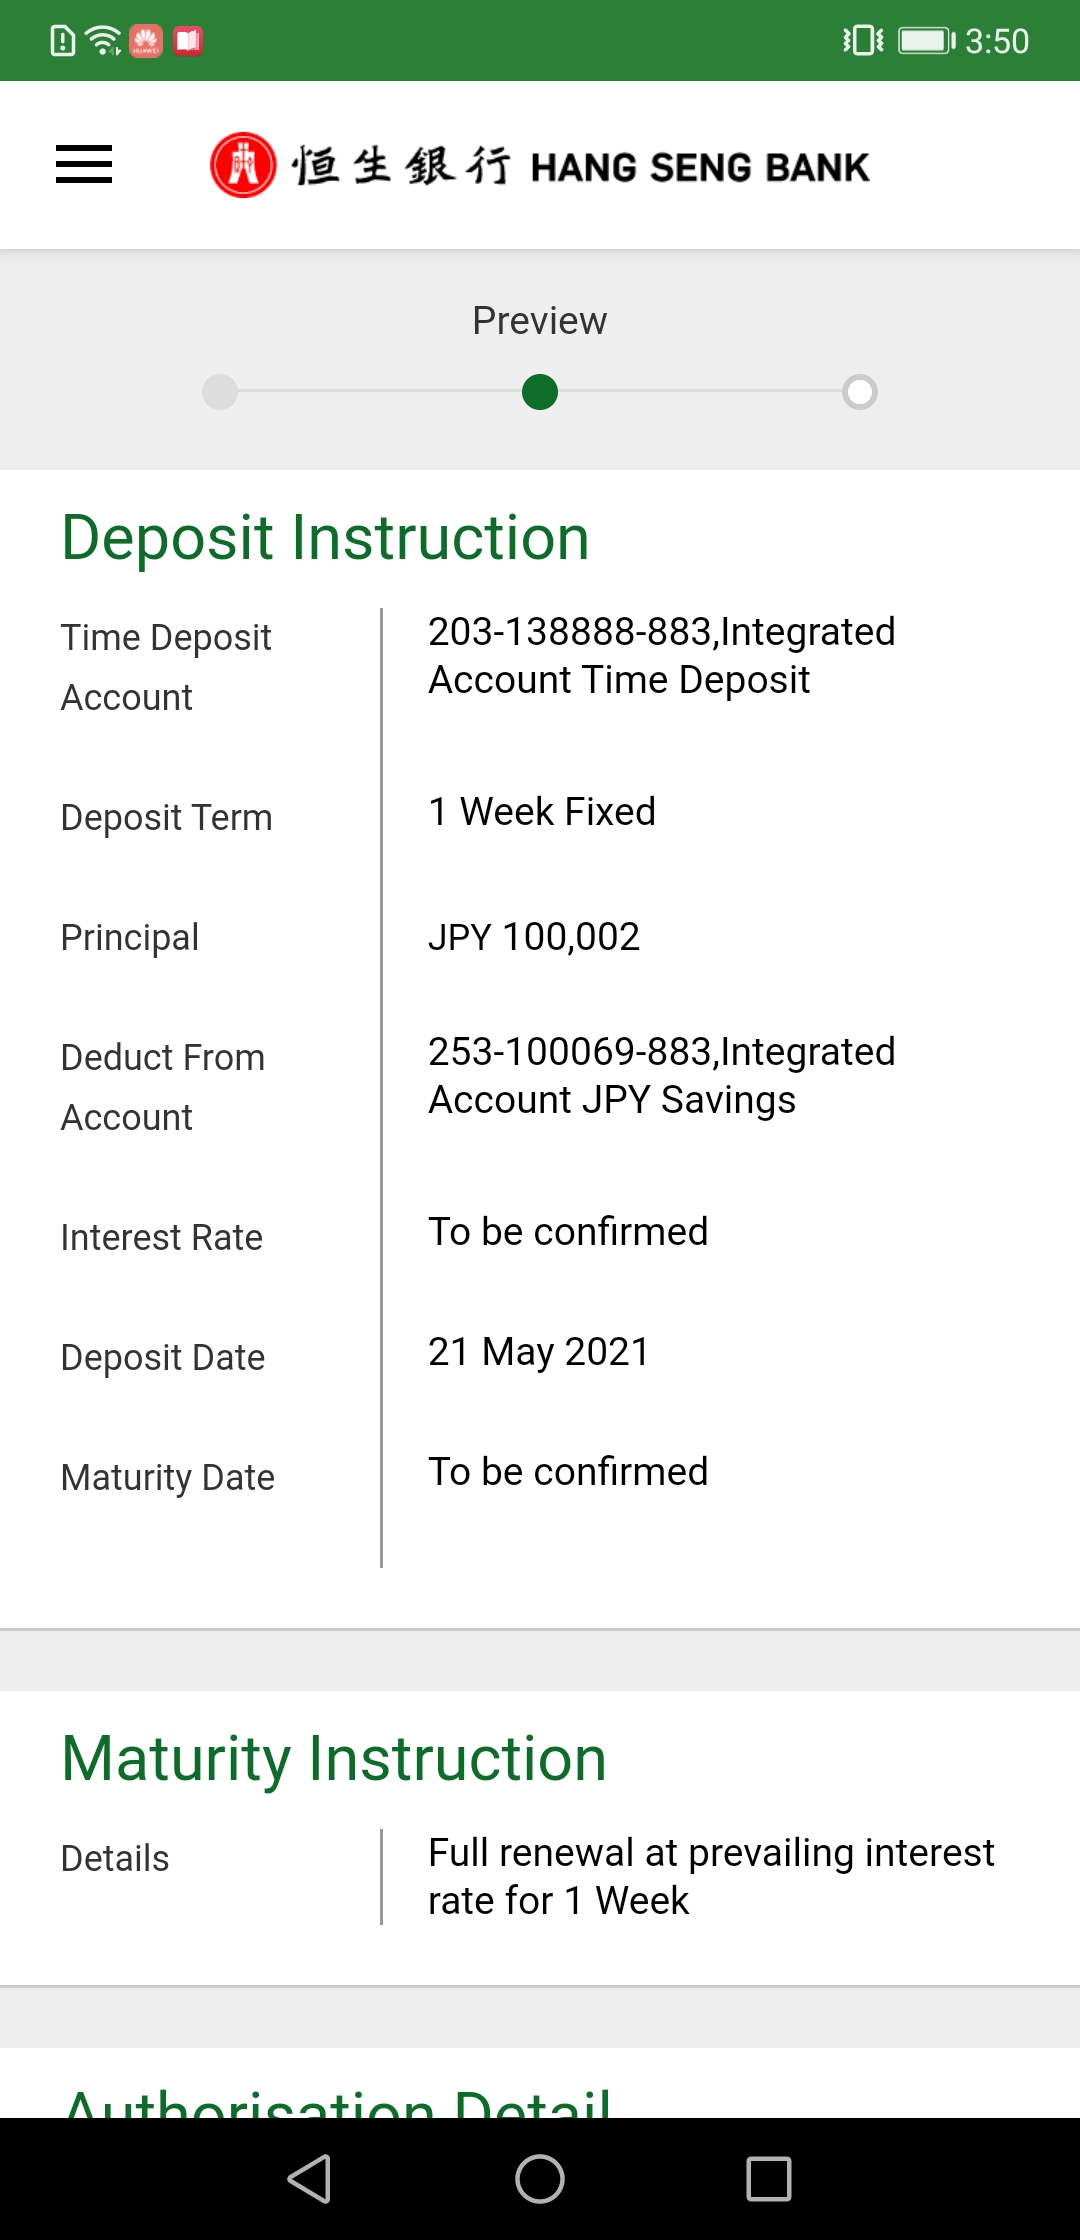 3:50
恒生銀行 HANG SENG BANK
Preview
Deposit Instruction
Time Deposit
Account
203-138888-883,Integrated
Account Time Deposit
Deposit Term
1 Week Fixed
Principal
JPY 100,002
Deduct From
Account
253-100069-883,Integrated
Account JPY Savings
Interest Rate
To be confirmed
Deposit Date
21 May 2021
Maturity Date
To be confirmed
Maturity Instruction
Details
Full renewal at prevailing interest
rate for 1 Week
Authorisation Detail